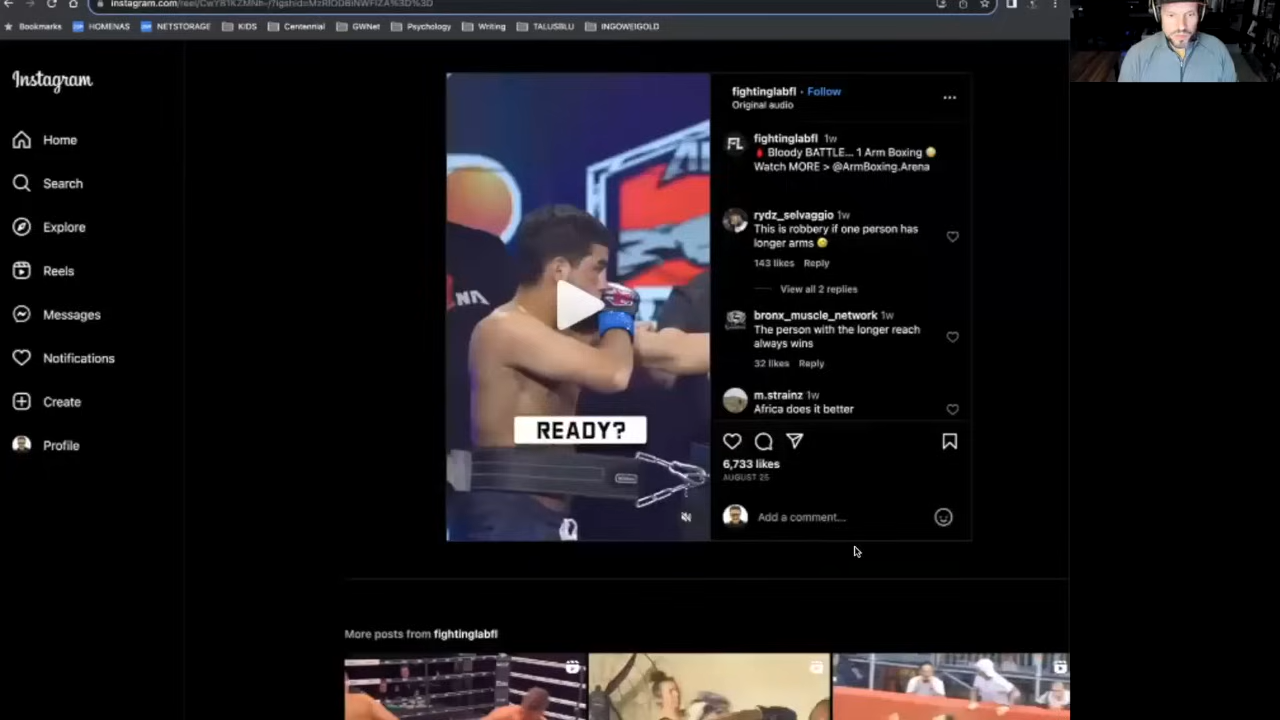 instagram.com
Bookmarks
HOMENAS
NETSTORAGE
KIDS
Centennial
GWNet
Psychology
Writing
TALUSBLU
INGOWEIGOLD
Instagram
Home
Search
Explore
Reels
Messages
Notifications
Create
Profile
READY?
fightinglabfl • Follow
Original audio
FL
fightinglabfl 1w
Bloody BATTLE... 1 Arm Boxing
Watch MORE > @ArmBoxing.Arena
rydz_selvaggio 1w
This is robbery if one person has
longer arms
143 likes Reply
View all 2 replies
bronx_muscle_network 1w
The person with the longer reach
always wins
32 likes Reply
m.strainz 1w
Africa does it better
6,733 likes
AUGUST 25
Add a comment...
More posts from fightinglabfl